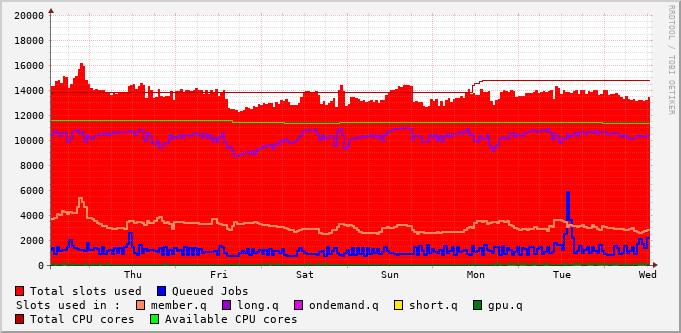 20000
18000
16000
14000
12000
10000
8000
6000
4000
2000
0
Thu Fri Sat Sun Mon Tue Wed
Total slots used Queued Jobs
Slots used in : member.q long.q ondemand.q short.q gpu.q
Total CPU cores Available CPU cores
RRDTOOL / TOBI OETIKER